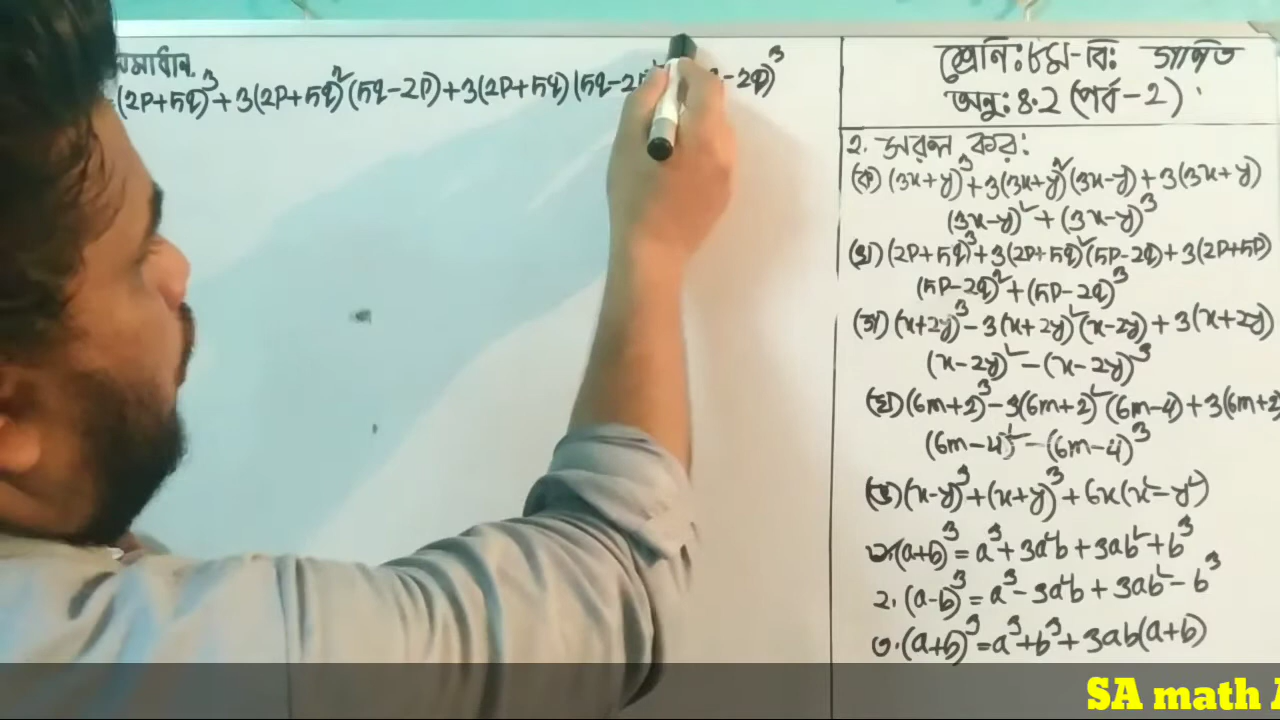 সমাধান:
(2P+5q)³+3(2P+5q)²(5q-2P)+3(2P+5q)(5q-2P -2P)³
শ্রেনি:৮ম-বি: গনিত
অনু:৪.2(পর্ব-2)
২. সরল কর:
(ক)(3x+y)³+3(3x+y)²(3x-y)+3(3x+y)
(3x-y)²+(3x-y)³
(খ)(2P+5q)³+3(2P+5q)²(5P-2q)+3(2P+5P)
(5P-2q)²+(5P-2q)³
(গ)(x+2y)³-3(x+2y)²(x-2y)+3(x+2y)
(x-2y)²-(x-2y)³
(ঘ)(6m+2)³-3(6m+2)²(6m-4)+3(6m+2
(6m-4)²-(6m-4)³
(ঙ)(x-y)³+(x+y)³+6x(x²-y²)
(a+b)³=a³+3a²b+3ab²+b³
২.(a-b)³=a³-3a²b+3ab²-b³
৩.(a+b)³=a³+b³+3ab(a+b)
SA math